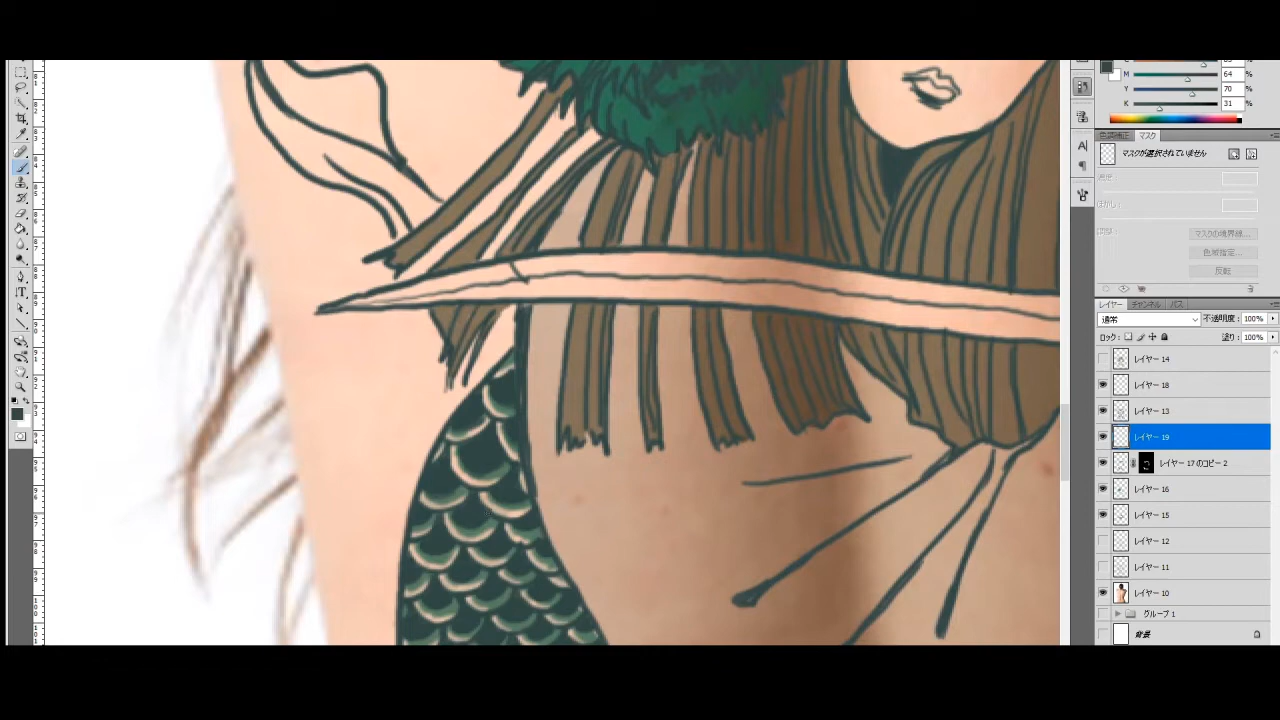 M 64 %
Y 70 %
K 31 %
色調補正 マスク
マスクが選択されていません
マスクの境界線...
色域指定...
反転
レイヤー チャンネル パス
通常 不透明度: 100%
ロック: 塗り: 100%
レイヤー 14
レイヤー 18
レイヤー 13
レイヤー 19
レイヤー 17 のコピー 2
レイヤー 16
レイヤー 15
レイヤー 12
レイヤー 11
レイヤー 10
グループ 1
背景